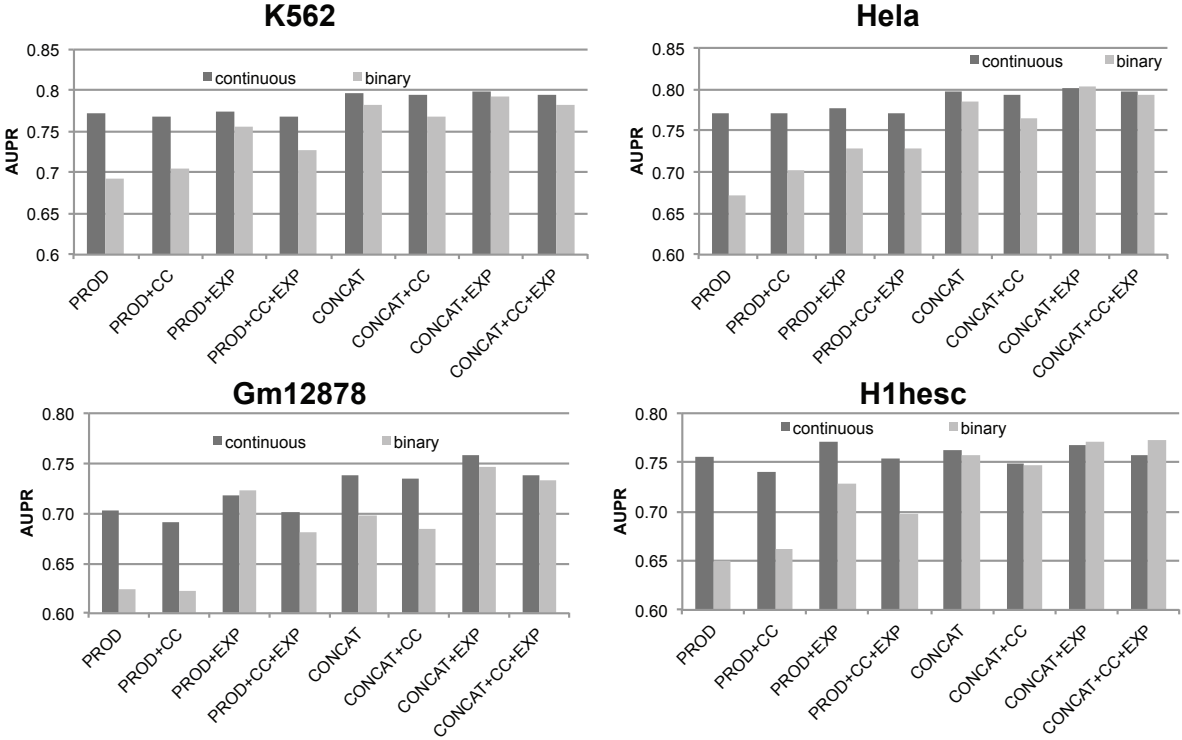 K562
0.85
0.8
0.75
0.7
0.65
0.6
AUPR
continuous binary
PROD
PROD+CC
PROD+EXP
PROD+CC+EXP
CONCAT
CONCAT+CC
CONCAT+EXP
CONCAT+CC+EXP
Hela
0.85
0.80
0.75
0.70
0.65
0.60
AUPR
continuous binary
PROD
PROD+CC
PROD+EXP
PROD+CC+EXP
CONCAT
CONCAT+CC
CONCAT+EXP
CONCAT+CC+EXP
Gm12878
0.80
0.75
0.70
0.65
0.60
AUPR
continuous binary
PROD
PROD+CC
PROD+EXP
PROD+CC+EXP
CONCAT
CONCAT+CC
CONCAT+EXP
CONCAT+CC+EXP
H1hesc
0.80
0.75
0.70
0.65
0.60
AUPR
continuous binary
PROD
PROD+CC
PROD+EXP
PROD+CC+EXP
CONCAT
CONCAT+CC
CONCAT+EXP
CONCAT+CC+EXP